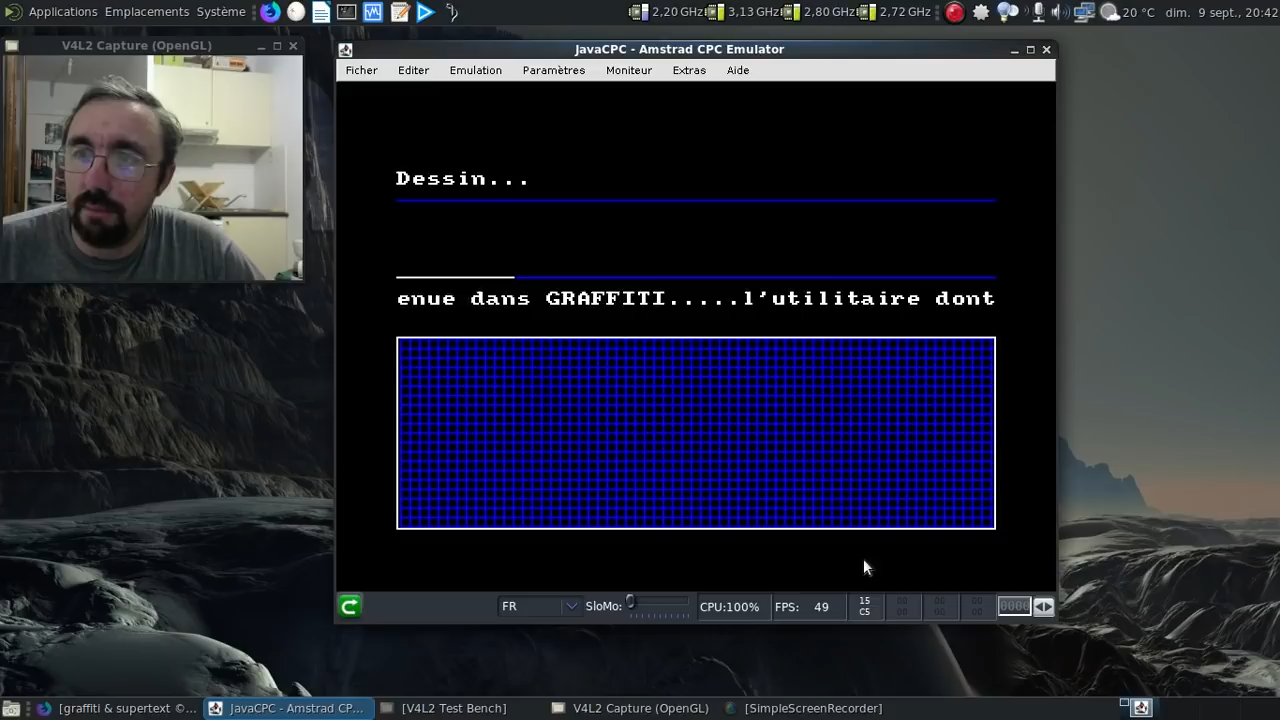 Applications Emplacements Système 2,20 GHz 3,13 GHz 2,80 GHz 2,72 GHz 20 °C dim. 9 sept., 20:42
V4L2 Capture (OpenGL)
JavaCPC - Amstrad CPC Emulator
Ficher Editer Emulation Paramètres Moniteur Extras Aide
Dessin...
enue dans GRAFFITI.....l'utilitaire dont
FR SloMo: CPU:100% FPS: 49 15 C5 0000
[graffiti & supertext ©... JavaCPC - Amstrad CP... [V4L2 Test Bench] V4L2 Capture (OpenGL) [SimpleScreenRecorder]